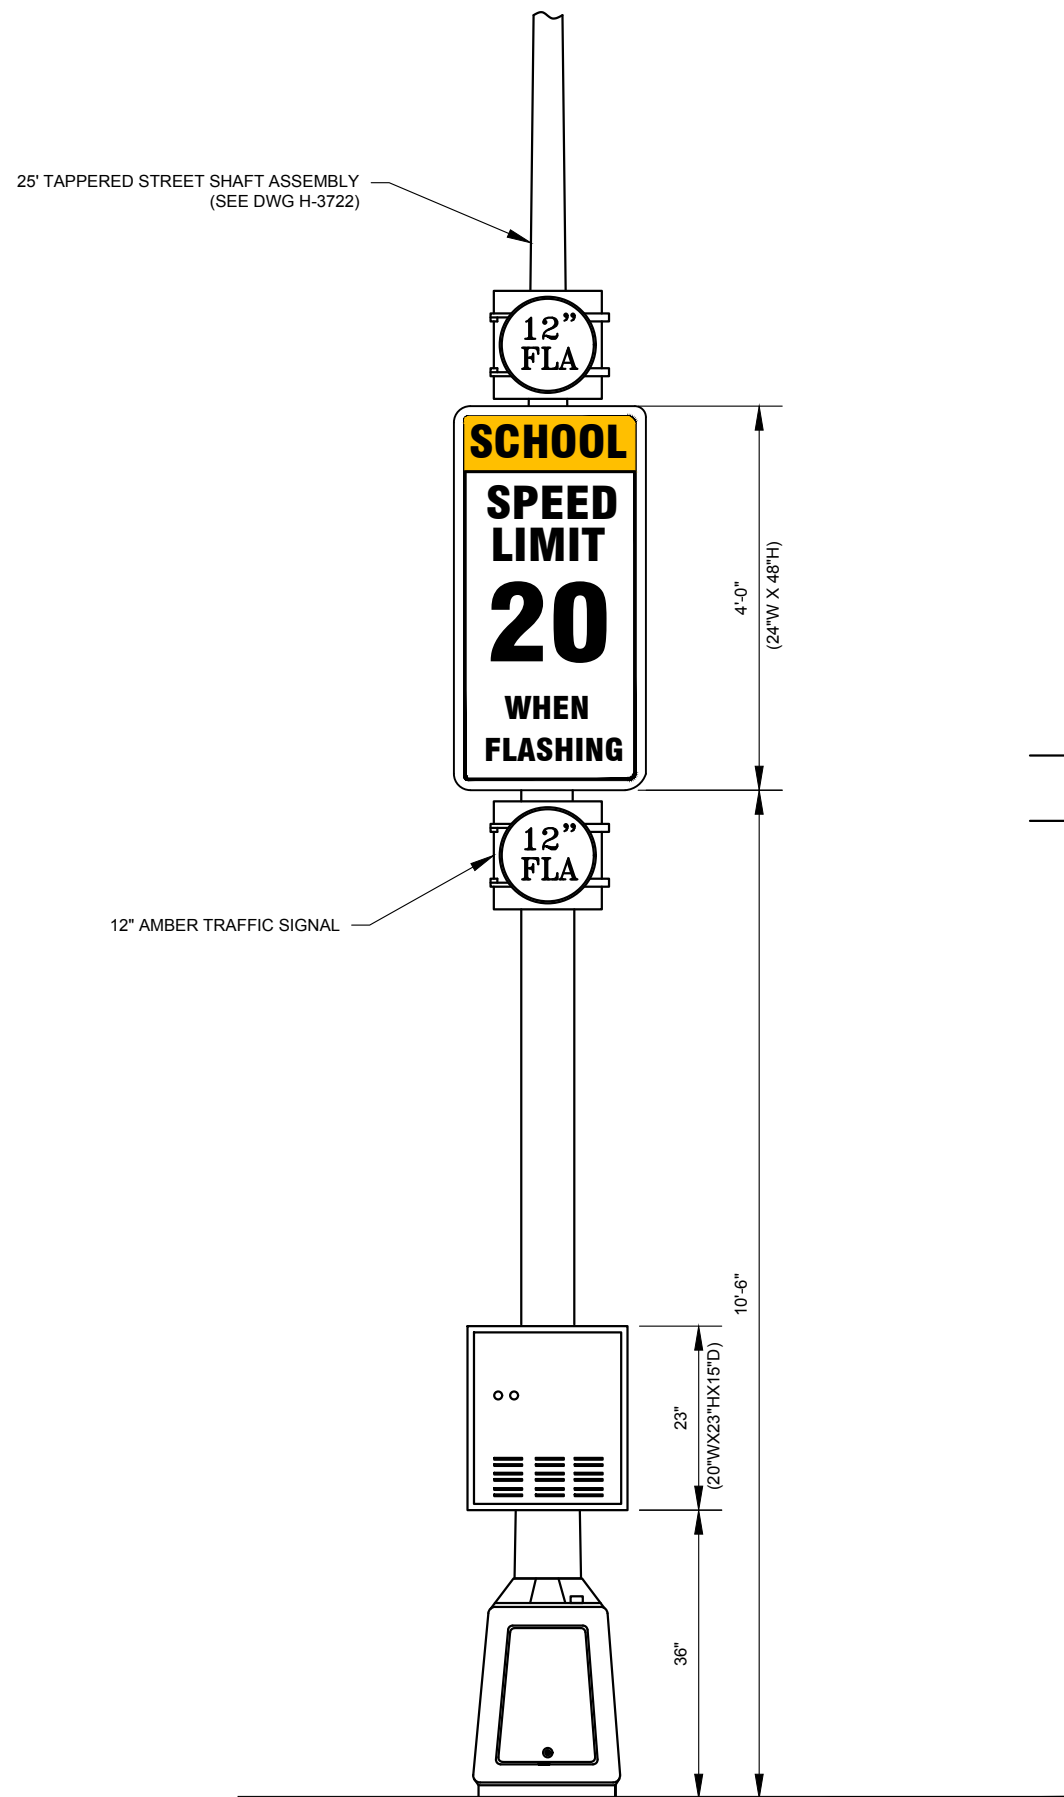 25' TAPPERED STREET SHAFT ASSEMBLY
(SEE DWG H-3722)
12”
FLA
SCHOOL
SPEED
LIMIT
20
WHEN
FLASHING
4'-0"
(24"W X 48"H)
12”
FLA
12" AMBER TRAFFIC SIGNAL
10'-6"
23"
(20"WX23"HX15"D)
36"